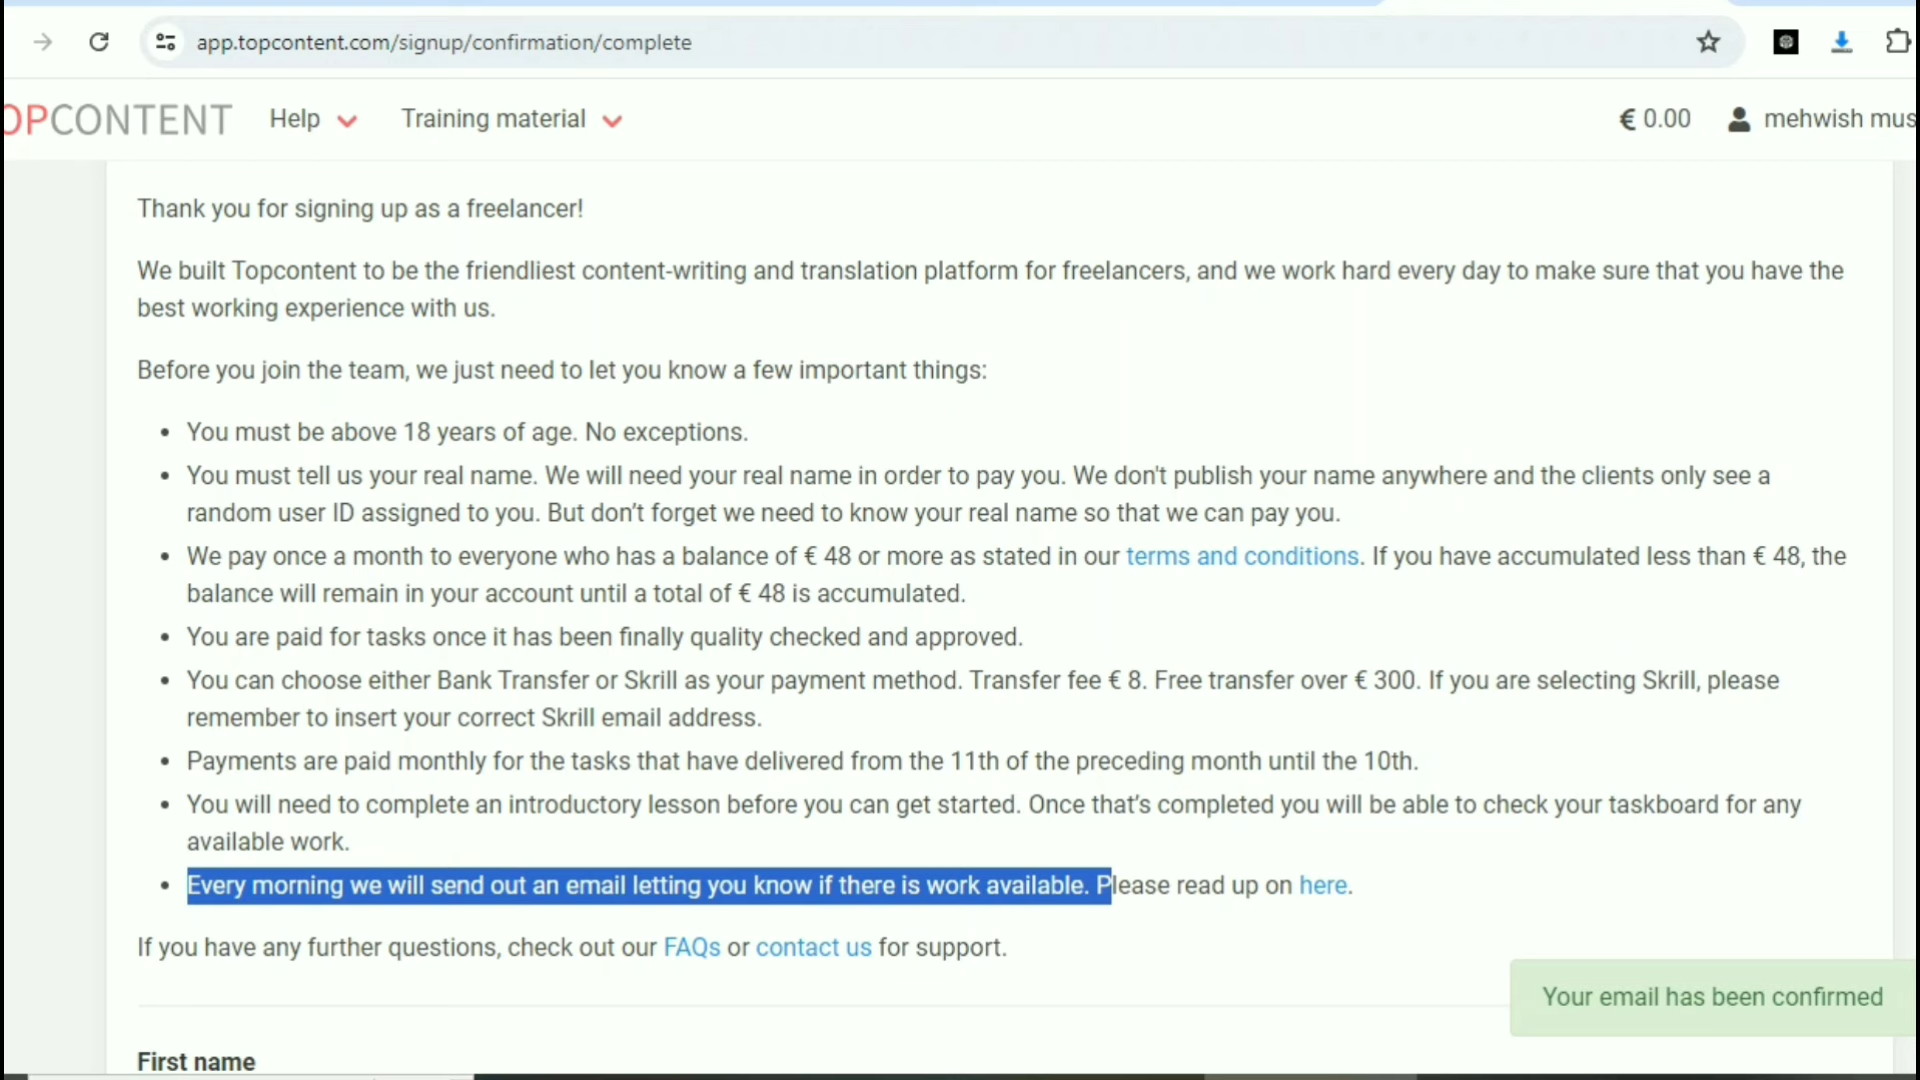 app.topcontent.com/signup/confirmation/complete
OPCONTENT Help Training material € 0.00 mehwish mus
Thank you for signing up as a freelancer!
We built Topcontent to be the friendliest content-writing and translation platform for freelancers, and we work hard every day to make sure that you have the
best working experience with us.
Before you join the team, we just need to let you know a few important things:
• You must be above 18 years of age. No exceptions.
• You must tell us your real name. We will need your real name in order to pay you. We don't publish your name anywhere and the clients only see a
random user ID assigned to you. But don’t forget we need to know your real name so that we can pay you.
• We pay once a month to everyone who has a balance of € 48 or more as stated in our terms and conditions. If you have accumulated less than € 48, the
balance will remain in your account until a total of € 48 is accumulated.
• You are paid for tasks once it has been finally quality checked and approved.
• You can choose either Bank Transfer or Skrill as your payment method. Transfer fee € 8. Free transfer over € 300. If you are selecting Skrill, please
remember to insert your correct Skrill email address.
• Payments are paid monthly for the tasks that have delivered from the 11th of the preceding month until the 10th.
• You will need to complete an introductory lesson before you can get started. Once that’s completed you will be able to check your taskboard for any
available work.
• Every morning we will send out an email letting you know if there is work available. Please read up on here.
If you have any further questions, check out our FAQs or contact us for support.
Your email has been confirmed
First name